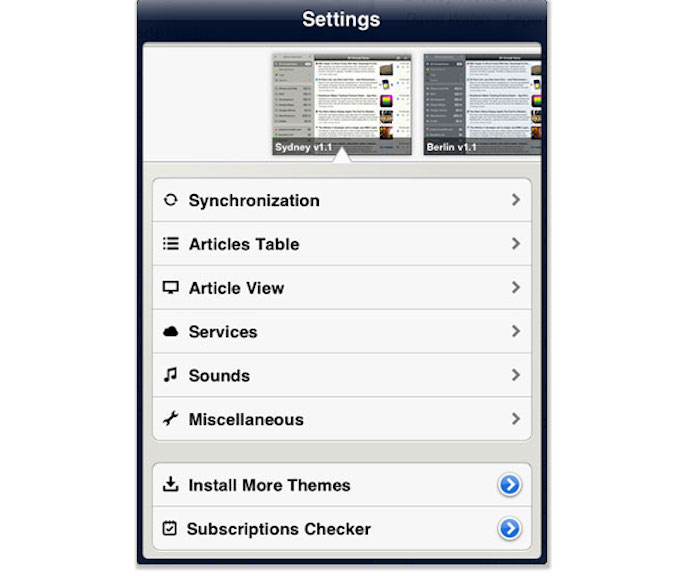 Settings
Sydney v1.1
Berlin v1.1
Synchronization
Articles Table
Article View
Services
Sounds
Miscellaneous
Install More Themes
Subscriptions Checker